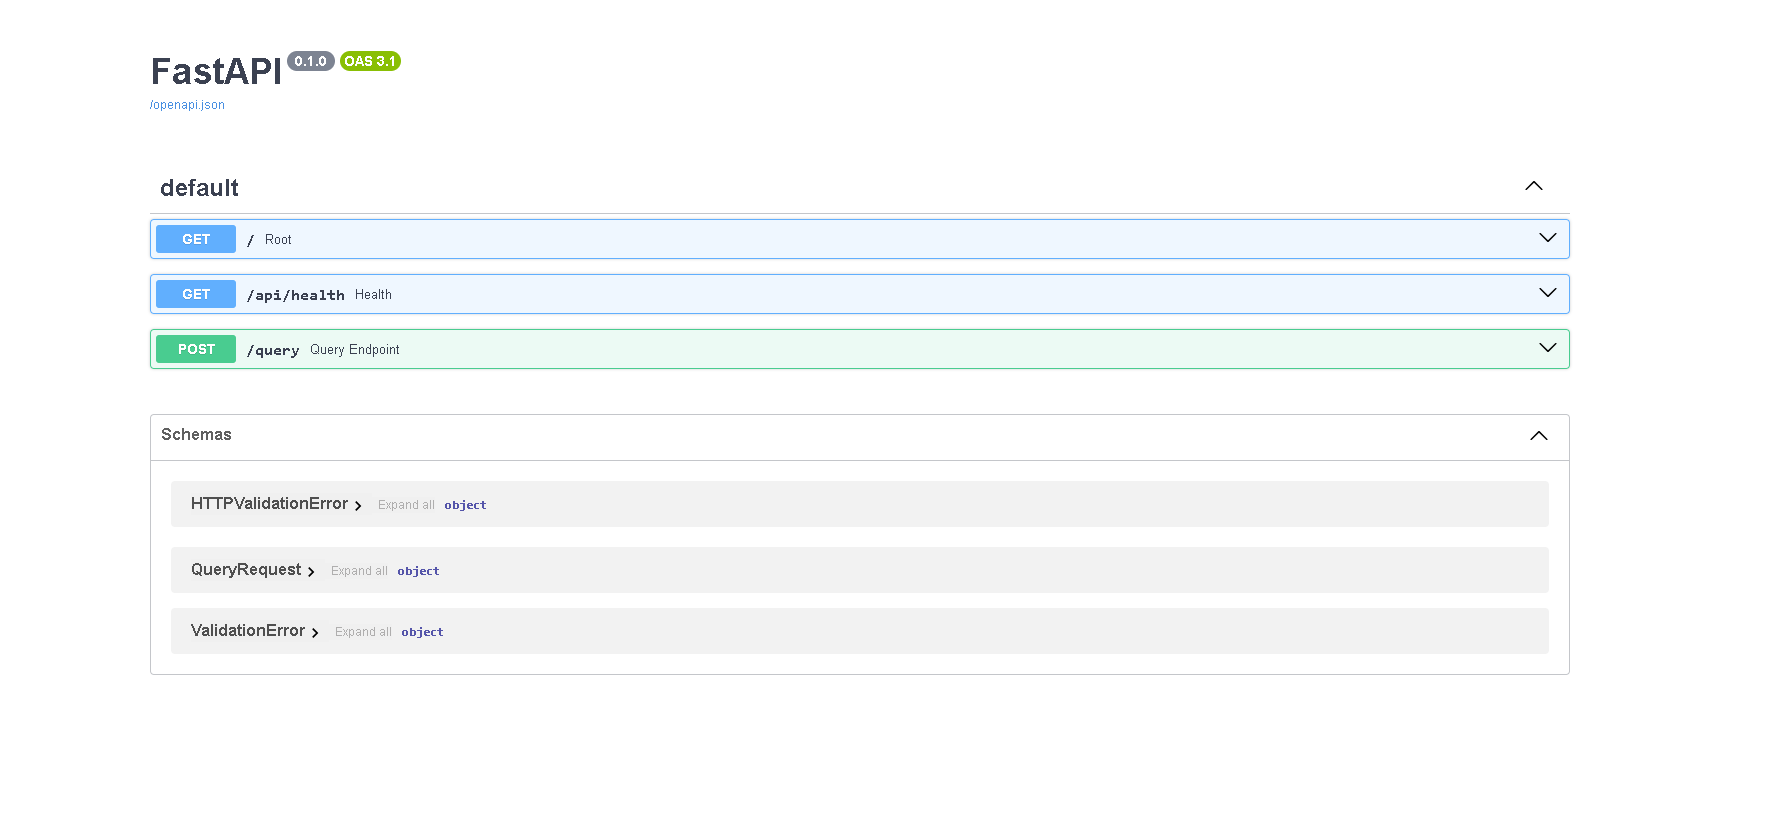 FastAPI 0.1.0 OAS 3.1
/openapi.json
default
GET / Root
GET /api/health Health
POST /query Query Endpoint
Schemas
HTTPValidationError Expand all object
QueryRequest Expand all object
ValidationError Expand all object